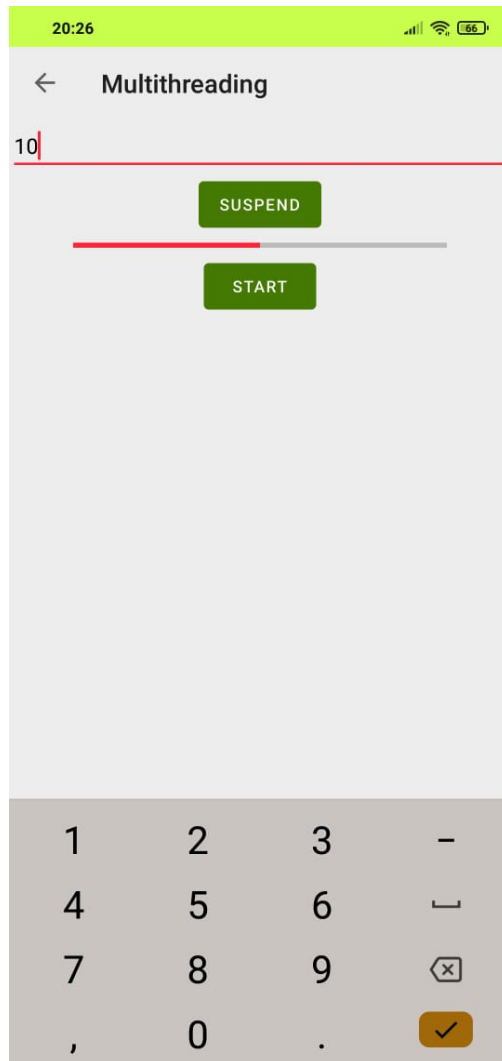 20:26 66
Multithreading
10
SUSPEND
START
1 2 3 -
4 5 6
7 8 9
, 0 .